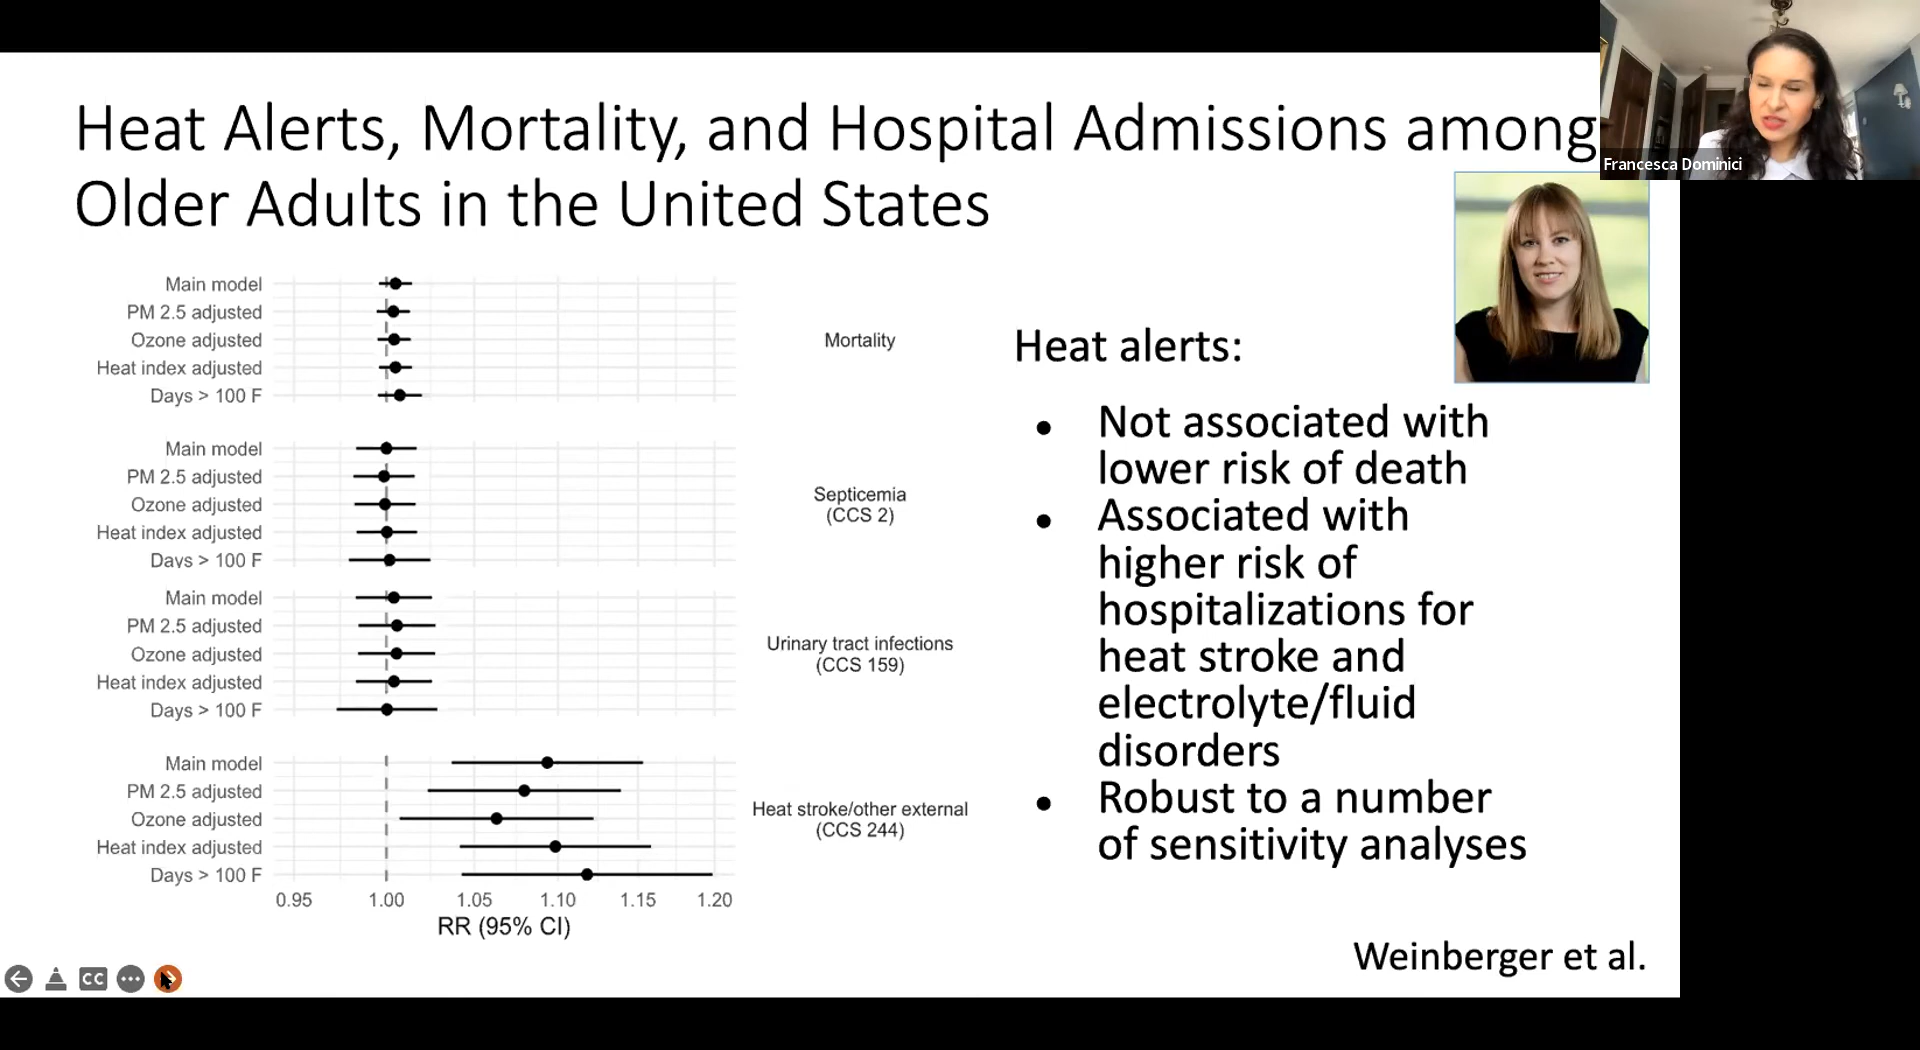 Heat Alerts, Mortality, and Hospital Admissions among
Older Adults in the United States
Francesca Dominici
Main model
PM 2.5 adjusted
Ozone adjusted
Heat index adjusted
Days > 100 F
Mortality
Main model
PM 2.5 adjusted
Ozone adjusted
Heat index adjusted
Days > 100 F
Septicemia
(CCS 2)
Main model
PM 2.5 adjusted
Ozone adjusted
Heat index adjusted
Days > 100 F
Urinary tract infections
(CCS 159)
Main model
PM 2.5 adjusted
Ozone adjusted
Heat index adjusted
Days > 100 F
Heat stroke/other external
(CCS 244)
0.95 1.00 1.05 1.10 1.15 1.20
RR (95% CI)
Heat alerts:
• Not associated with
lower risk of death
• Associated with
higher risk of
hospitalizations for
heat stroke and
electrolyte/fluid
disorders
• Robust to a number
of sensitivity analyses
Weinberger et al.
CC